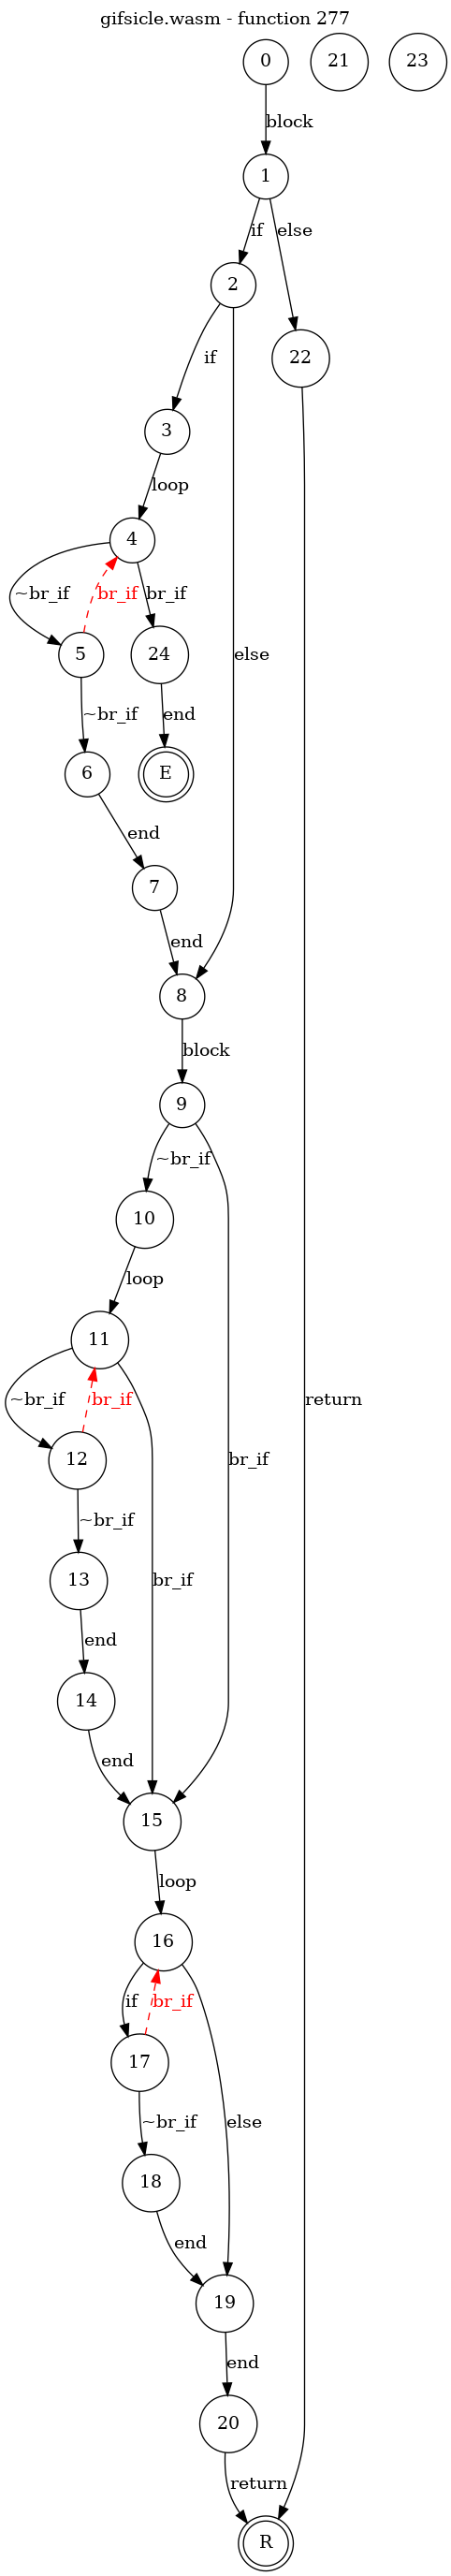 gifsicle.wasm - function 277
0
21
23
block
1
if
else
2
22
if
3
loop
4
~br_if
br_if
br_if
5
24
else
~br_if
end
6
E
end
7
end
8
block
9
~br_if
10
loop
11
~br_if
br_if
return
br_if
12
~br_if
13
br_if
end
14
end
15
loop
16
if
br_if
17
~br_if
else
18
end
19
end
20
return
R